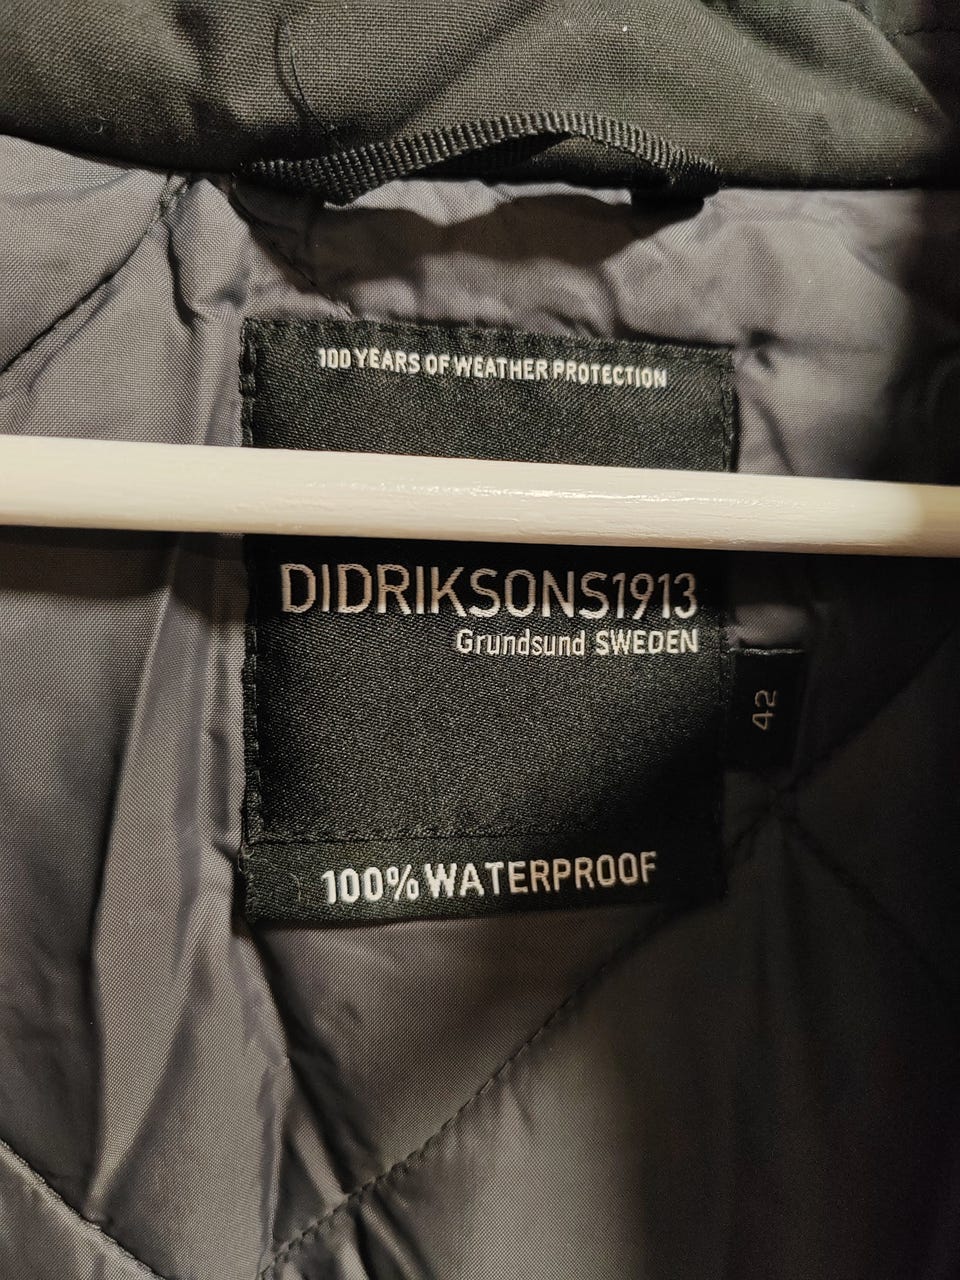 100 YEARS OF WEATHER PROTECTION
DIDRIKSONS1913
Grundsund SWEDEN
42
100% WATERPROOF